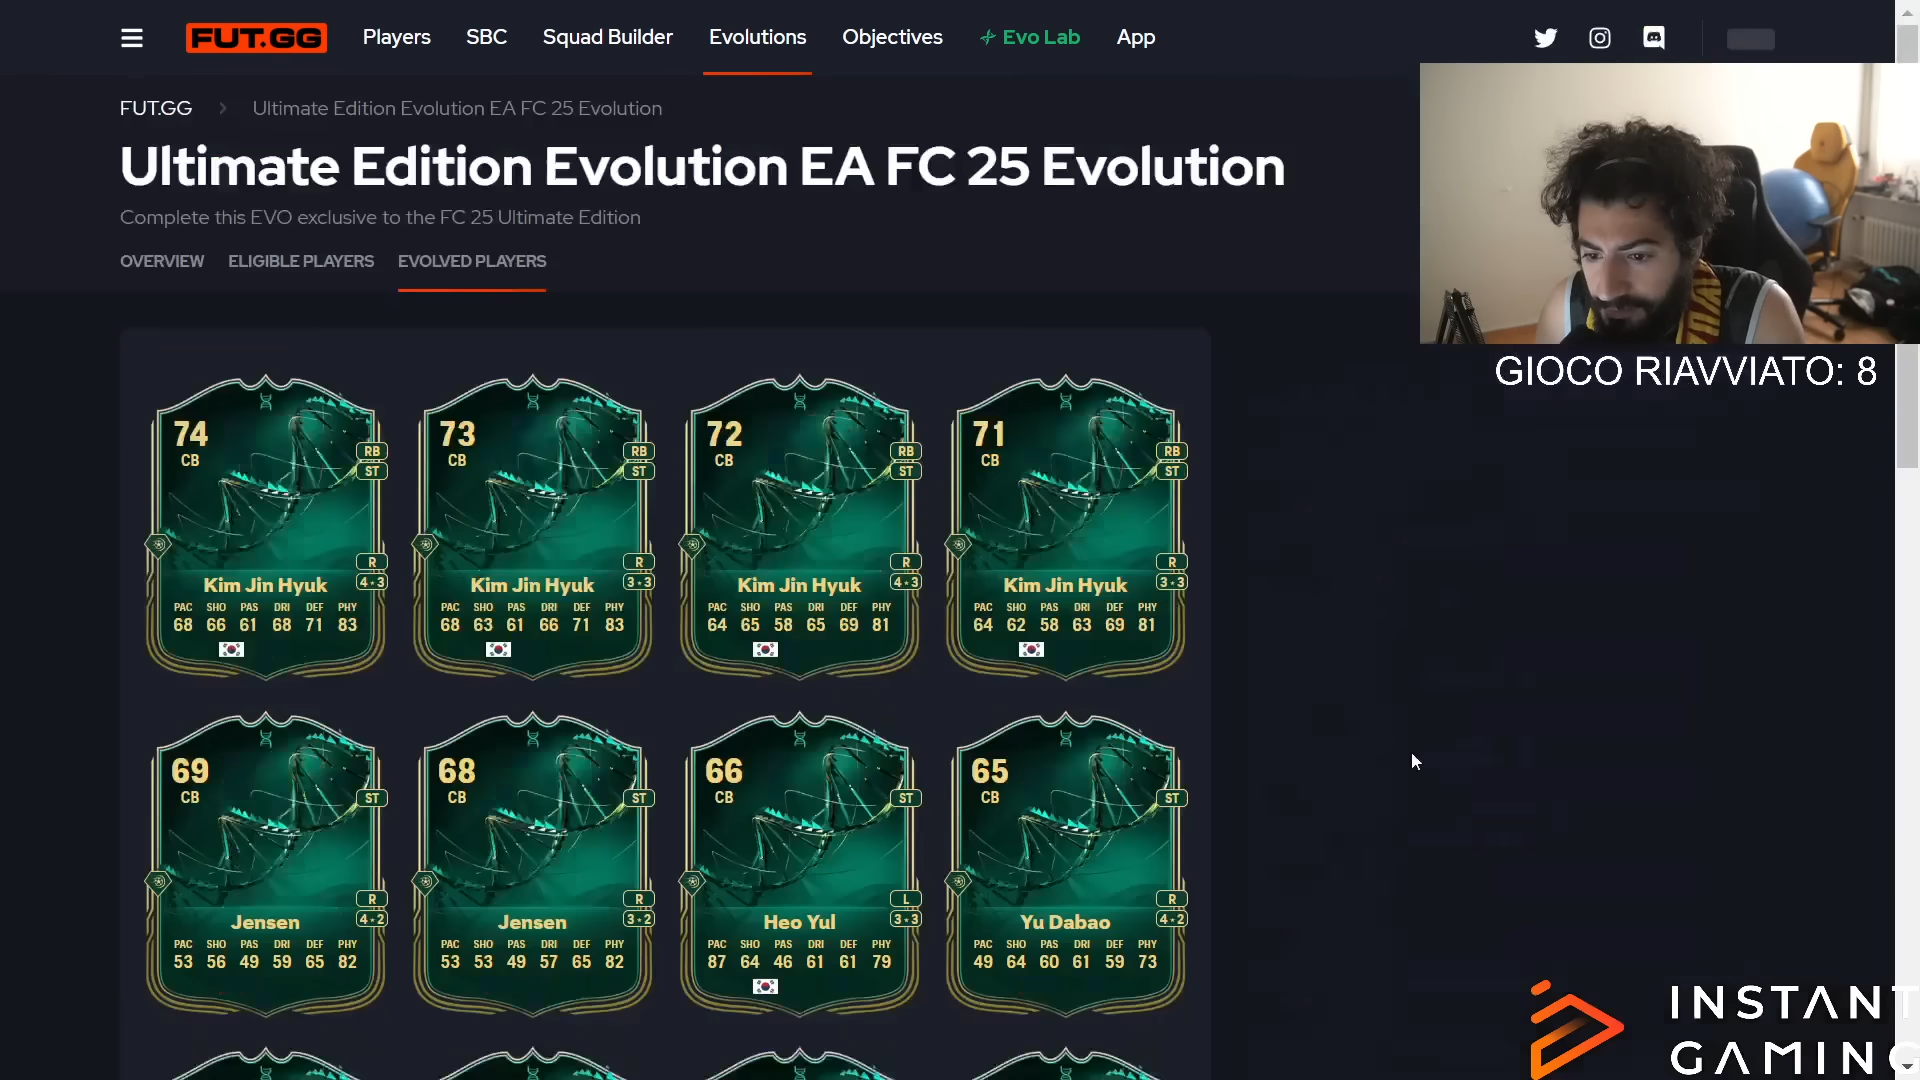 FUT.GG
Players
SBC
Squad Builder
Evolutions
Objectives
Evo Lab
App
FUT.GG > Ultimate Edition Evolution EA FC 25 Evolution
Ultimate Edition Evolution EA FC 25 Evolution
Complete this EVO exclusive to the FC 25 Ultimate Edition
OVERVIEW
ELIGIBLE PLAYERS
EVOLVED PLAYERS
GIOCO RIAVVIATO: 8
74
CB
RB
ST
R
4★3
Kim Jin Hyuk
PAC SHO PAS DRI DEF PHY
68 66 61 68 71 83
73
CB
RB
ST
R
3★3
Kim Jin Hyuk
PAC SHO PAS DRI DEF PHY
68 63 61 66 71 83
72
CB
RB
ST
R
4★3
Kim Jin Hyuk
PAC SHO PAS DRI DEF PHY
64 65 58 65 69 81
71
CB
RB
ST
R
3★3
Kim Jin Hyuk
PAC SHO PAS DRI DEF PHY
64 62 58 63 69 81
69
CB
ST
R
4★2
Jensen
PAC SHO PAS DRI DEF PHY
53 56 49 59 65 82
68
CB
ST
R
3★2
Jensen
PAC SHO PAS DRI DEF PHY
53 53 49 57 65 82
66
CB
ST
L
3★3
Heo Yul
PAC SHO PAS DRI DEF PHY
87 64 46 61 61 79
65
CB
ST
R
4★2
Yu Dabao
PAC SHO PAS DRI DEF PHY
49 64 60 61 59 73
INSTANT
GAMING